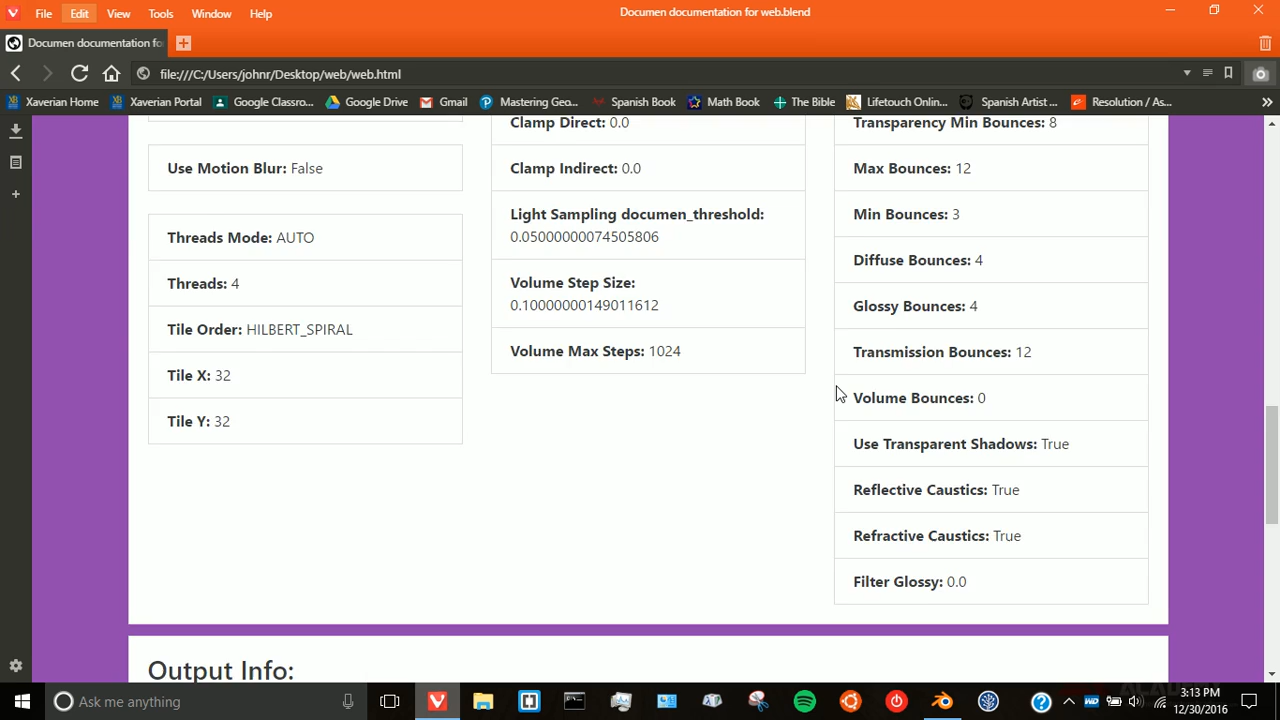 File Edit View Tools Window Help
Documen documentation for web.blend
Documen documentation fo
file:///C:/Users/johnr/Desktop/web/web.html
Xaverian Home Xaverian Portal Google Classro... Google Drive Gmail Mastering Geo... Spanish Book Math Book The Bible Lifetouch Onlin... Spanish Artist ... Resolution / As...
Use Motion Blur: False
Threads Mode: AUTO
Threads: 4
Tile Order: HILBERT_SPIRAL
Tile X: 32
Tile Y: 32
Clamp Direct: 0.0
Clamp Indirect: 0.0
Light Sampling documen_threshold:
0.05000000074505806
Volume Step Size:
0.10000000149011612
Volume Max Steps: 1024
Transparency Min Bounces: 8
Max Bounces: 12
Min Bounces: 3
Diffuse Bounces: 4
Glossy Bounces: 4
Transmission Bounces: 12
Volume Bounces: 0
Use Transparent Shadows: True
Reflective Caustics: True
Refractive Caustics: True
Filter Glossy: 0.0
Output Info:
Ask me anything
3:13 PM
12/30/2016